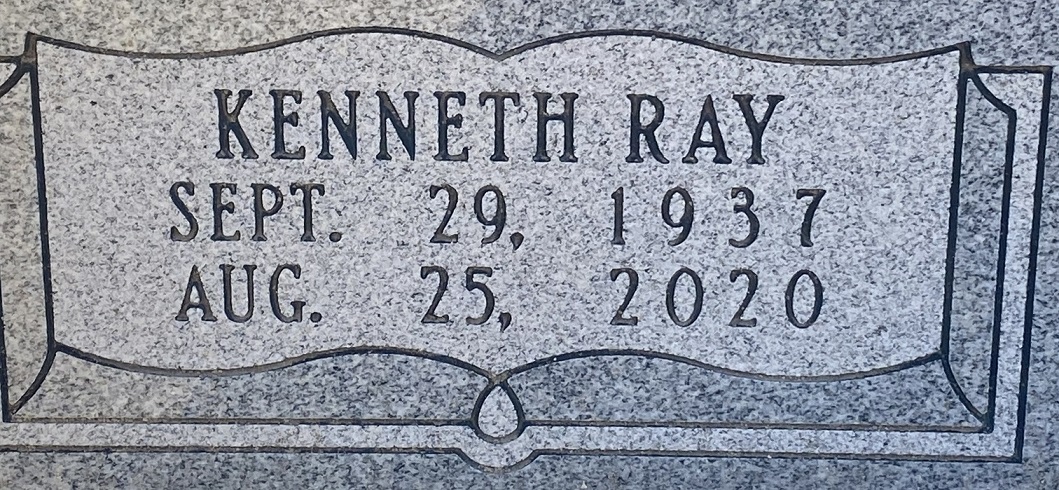 KENNETH RAY
SEPT. 29, 1937
AUG. 25, 2020